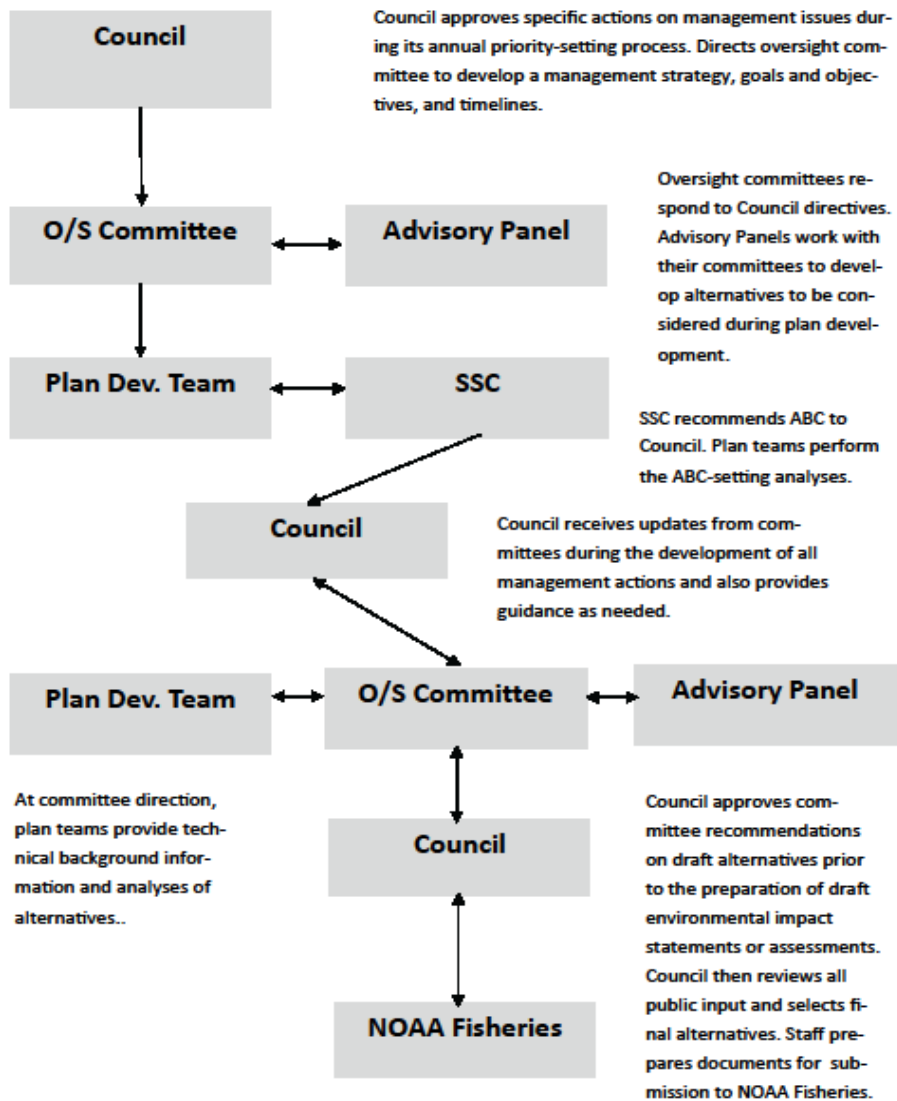 Council
Council approves specific actions on management issues dur-
ing its annual priority-setting process. Directs oversight com-
mittee to develop a management strategy, goals and objec-
tives, and timelines.
O/S Committee
Advisory Panel
Oversight committees re-
spond to Council directives.
Advisory Panels work with
their committees to devel-
op alternatives to be con-
sidered during plan devel-
opment.
Plan Dev. Team
SSC
SSC recommends ABC to
Council. Plan teams perform
the ABC-setting analyses.
Council
Council receives updates from com-
mittees during the development of all
management actions and also provides
guidance as needed.
Plan Dev. Team
O/S Committee
Advisory Panel
At committee direction,
plan teams provide tech-
nical background infor-
mation and analyses of
alternatives..
Council
Council approves com-
mittee recommendations
on draft alternatives prior
to the preparation of draft
environmental impact
statements or assessments.
Council then reviews all
public input and selects fi-
nal alternatives. Staff pre-
pares documents for sub-
mission to NOAA Fisheries.
NOAA Fisheries